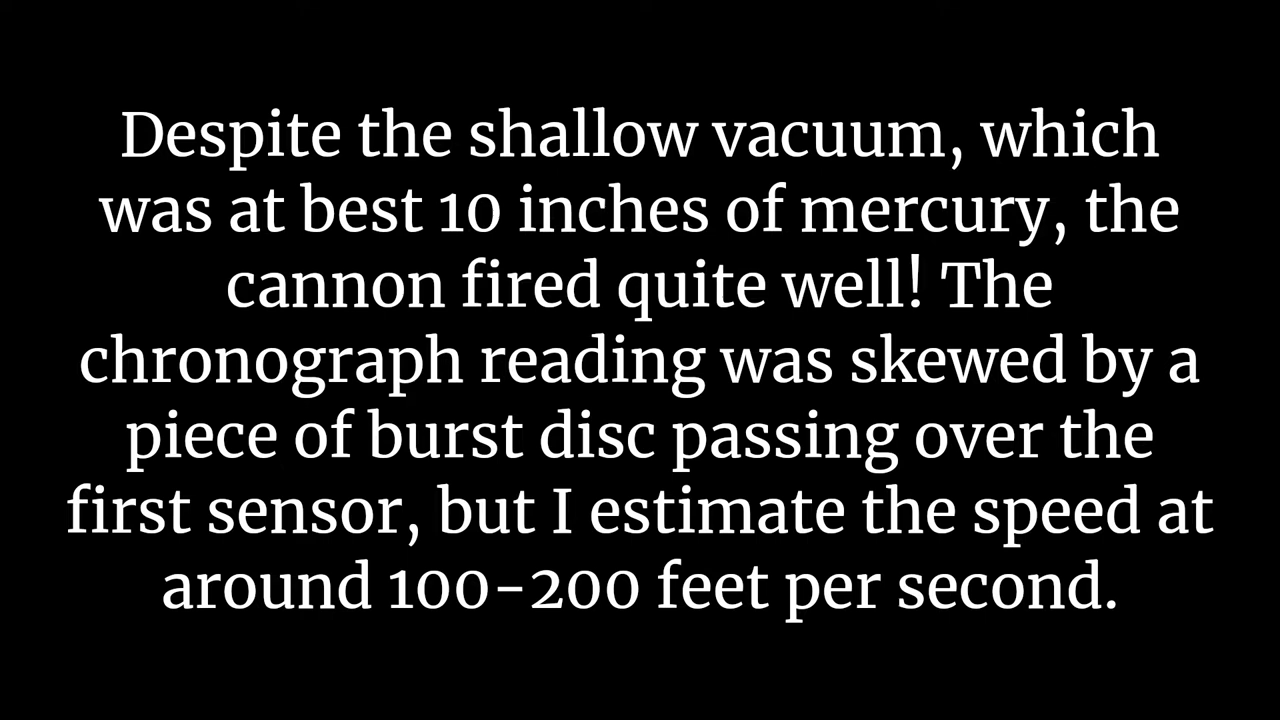 Despite the shallow vacuum, which
was at best 10 inches of mercury, the
cannon fired quite well! The
chronograph reading was skewed by a
piece of burst disc passing over the
first sensor, but I estimate the speed at
around 100-200 feet per second.